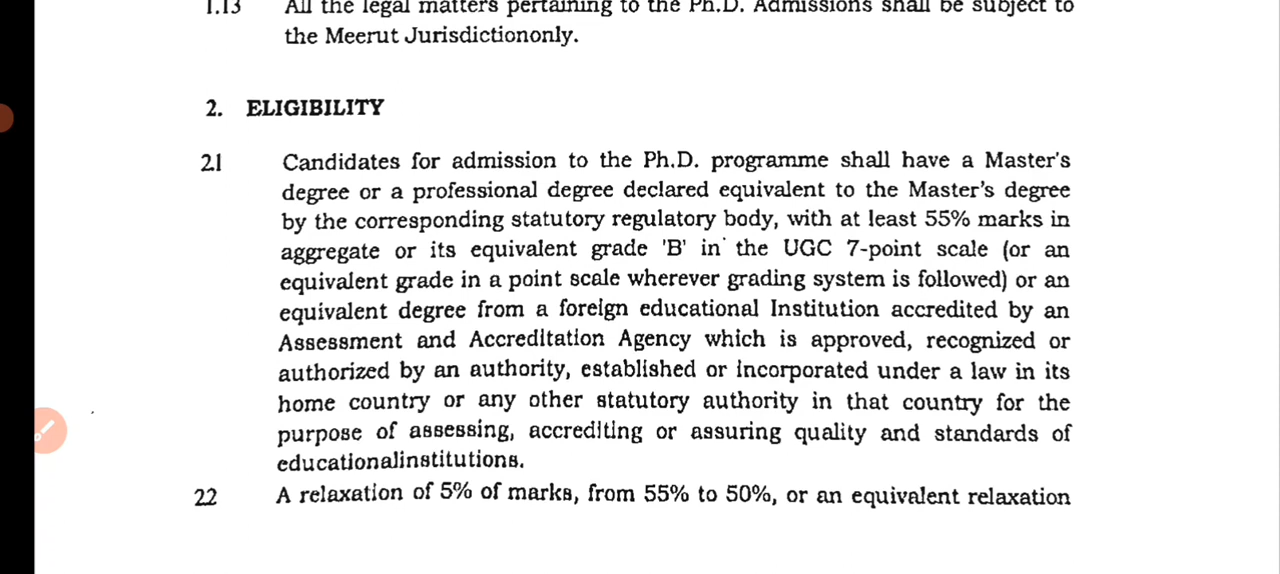 1.13 All the legal matters pertaining to the Ph.D. Admissions shall be subject to
the Meerut Jurisdictiononly.
2. ELIGIBILITY
2.1 Candidates for admission to the Ph.D. programme shall have a Master's
degree or a professional degree declared equivalent to the Master's degree
by the corresponding statutory regulatory body, with at least 55% marks in
aggregate or its equivalent grade 'B' in the UGC 7-point scale (or an
equivalent grade in a point scale wherever grading system is followed) or an
equivalent degree from a foreign educational Institution accredited by an
Assessment and Accreditation Agency which is approved, recognized or
authorized by an authority, established or incorporated under a law in its
home country or any other statutory authority in that country for the
purpose of assessing, accrediting or assuring quality and standards of
educationalinstitutions.
2.2 A relaxation of 5% of marks, from 55% to 50%, or an equivalent relaxation